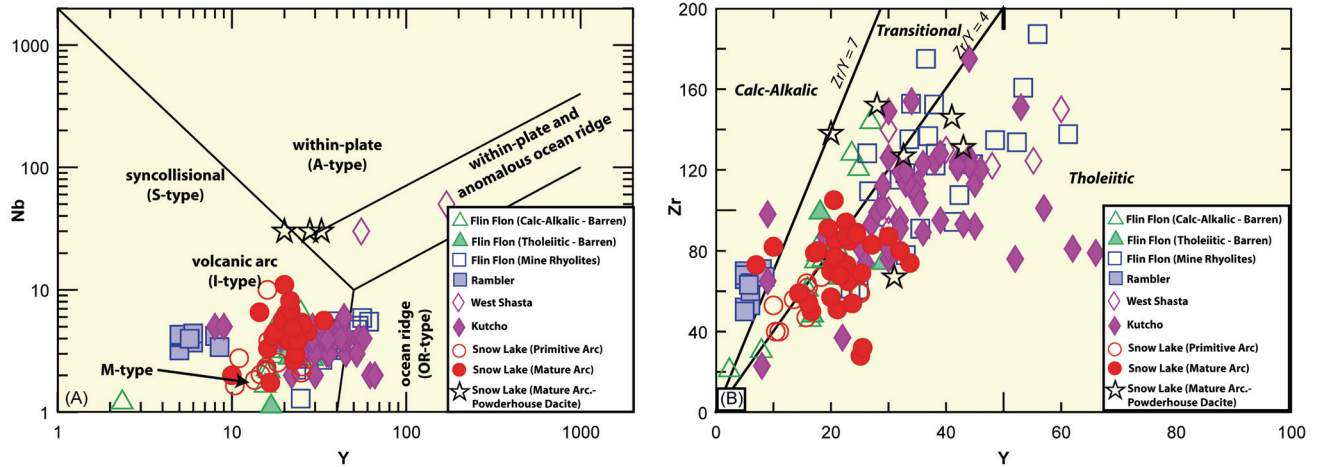 1000
100
10
1
Nb
1
10
100
1000
Y
within-plate
(A-type)
syncollisional
(S-type)
within-plate and
anomalous ocean ridge
volcanic arc
(I-type)
M-type
ocean ridge
(OR-type)
(A)
Flin Flon (Calc-Alkalic - Barren)
Flin Flon (Tholeiitic - Barren)
Flin Flon (Mine Rhyolites)
Rambler
West Shasta
Kutcho
Snow Lake (Primitive Arc)
Snow Lake (Mature Arc)
Snow Lake (Mature Arc.-
Powderhouse Dacite)
200
160
120
80
40
0
Zr
0
20
40
60
80
100
Y
Calc-Alkalic
Transitional
Zr/Y = 7
Zr/Y = 4
Tholeiitic
(B)
Flin Flon (Calc-Alkalic - Barren)
Flin Flon (Tholeiitic - Barren)
Flin Flon (Mine Rhyolites)
Rambler
West Shasta
Kutcho
Snow Lake (Primitive Arc)
Snow Lake (Mature Arc)
Snow Lake (Mature Arc.-
Powderhouse Dacite)